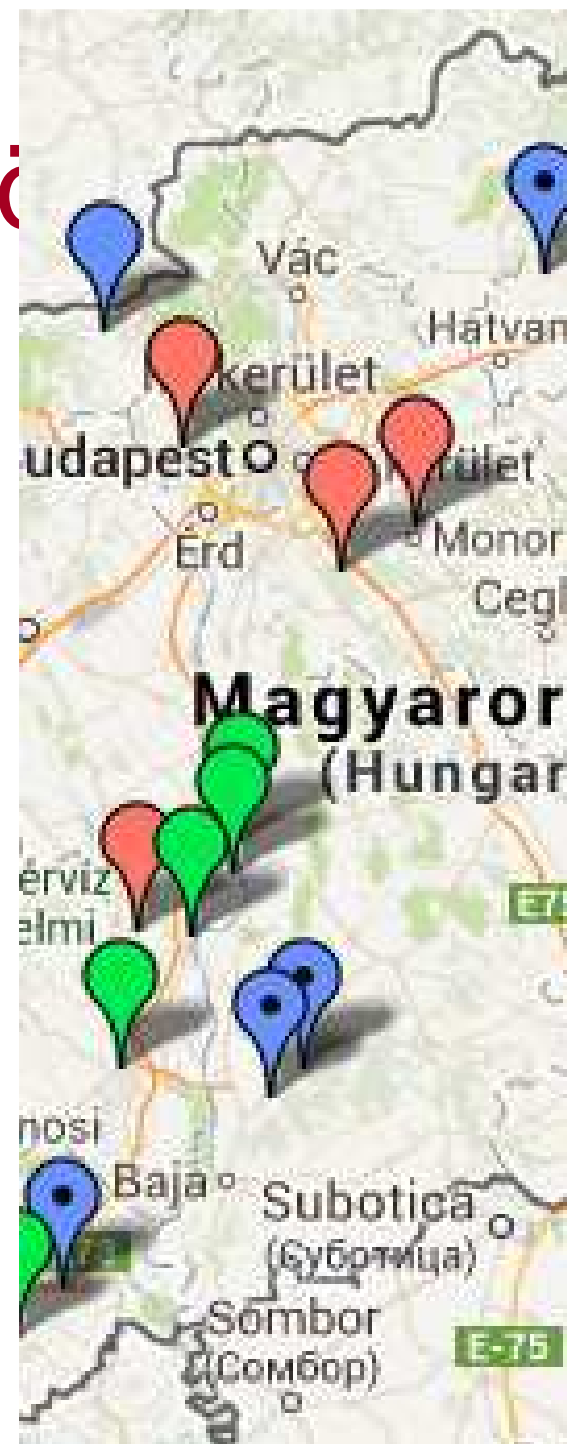 Ö
Vác
Hatvan
kerület
udapest
ület
Érd
Monor
Cegl
Magyaror
(Hungar
érvíz
elmi
E7
nosi
Baja
Subotica
(Суботица)
Sombor
(Сомбор)
E-75